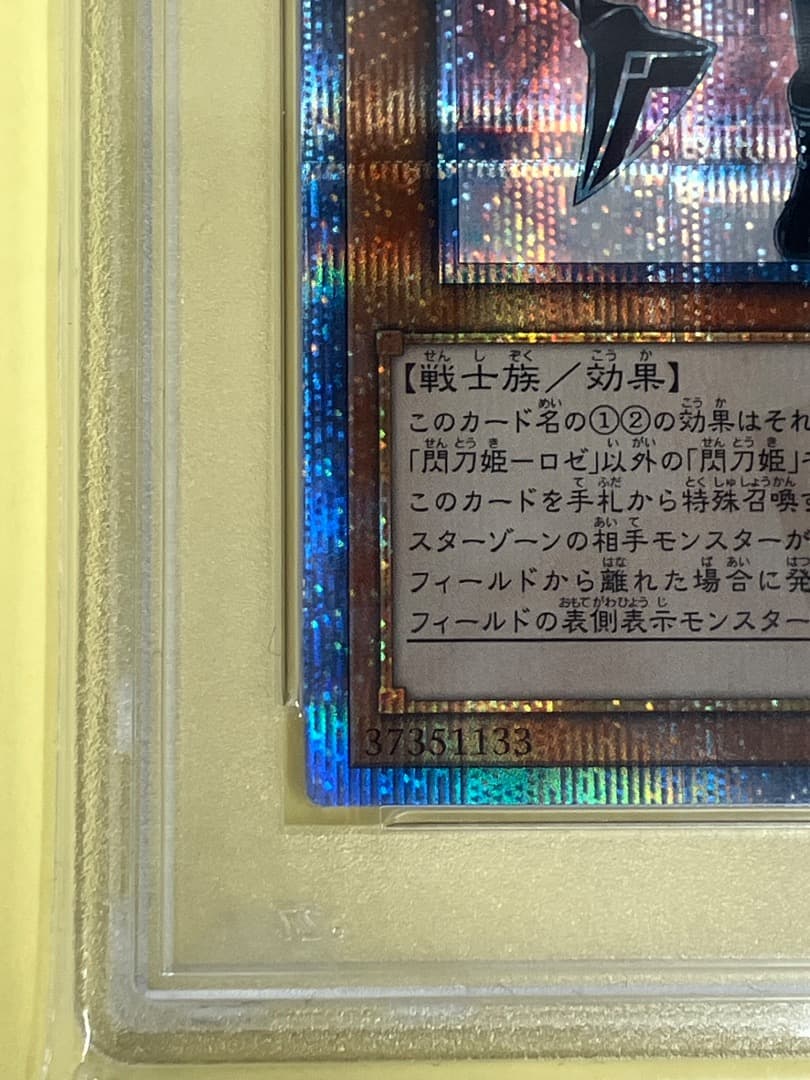 【戦士族／効果】
このカード名の①②の効果はそれ
「閃刀姫－ロゼ」以外の「閃刀姫」
このカードを手札から特殊召喚す
スターゾーンの相手モンスターが
フィールドから離れた場合に発
フィールドの表側表示モンスター
37351133
27